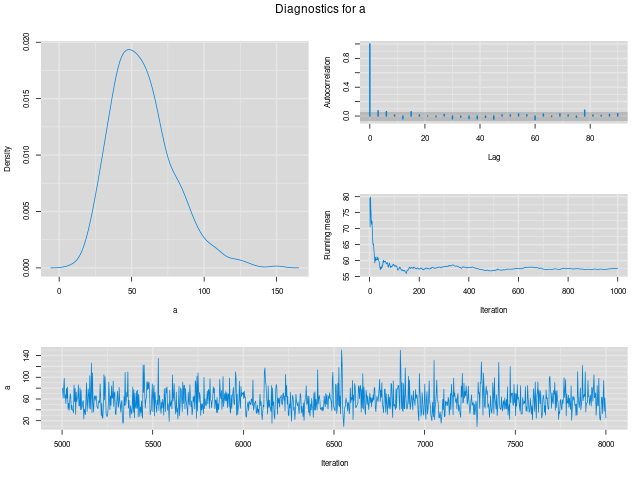 Diagnostics for a
Density
0.000 0.005 0.010 0.015 0.020
0 50 100 150
a
Autocorrelation
0.0 0.4 0.8
0 20 40 60 80
Lag
Running mean
55 60 65 70 75 80
0 200 400 600 800 1000
Iteration
a
20 60 100 140
5000 5500 6000 6500 7000 7500 8000
Iteration